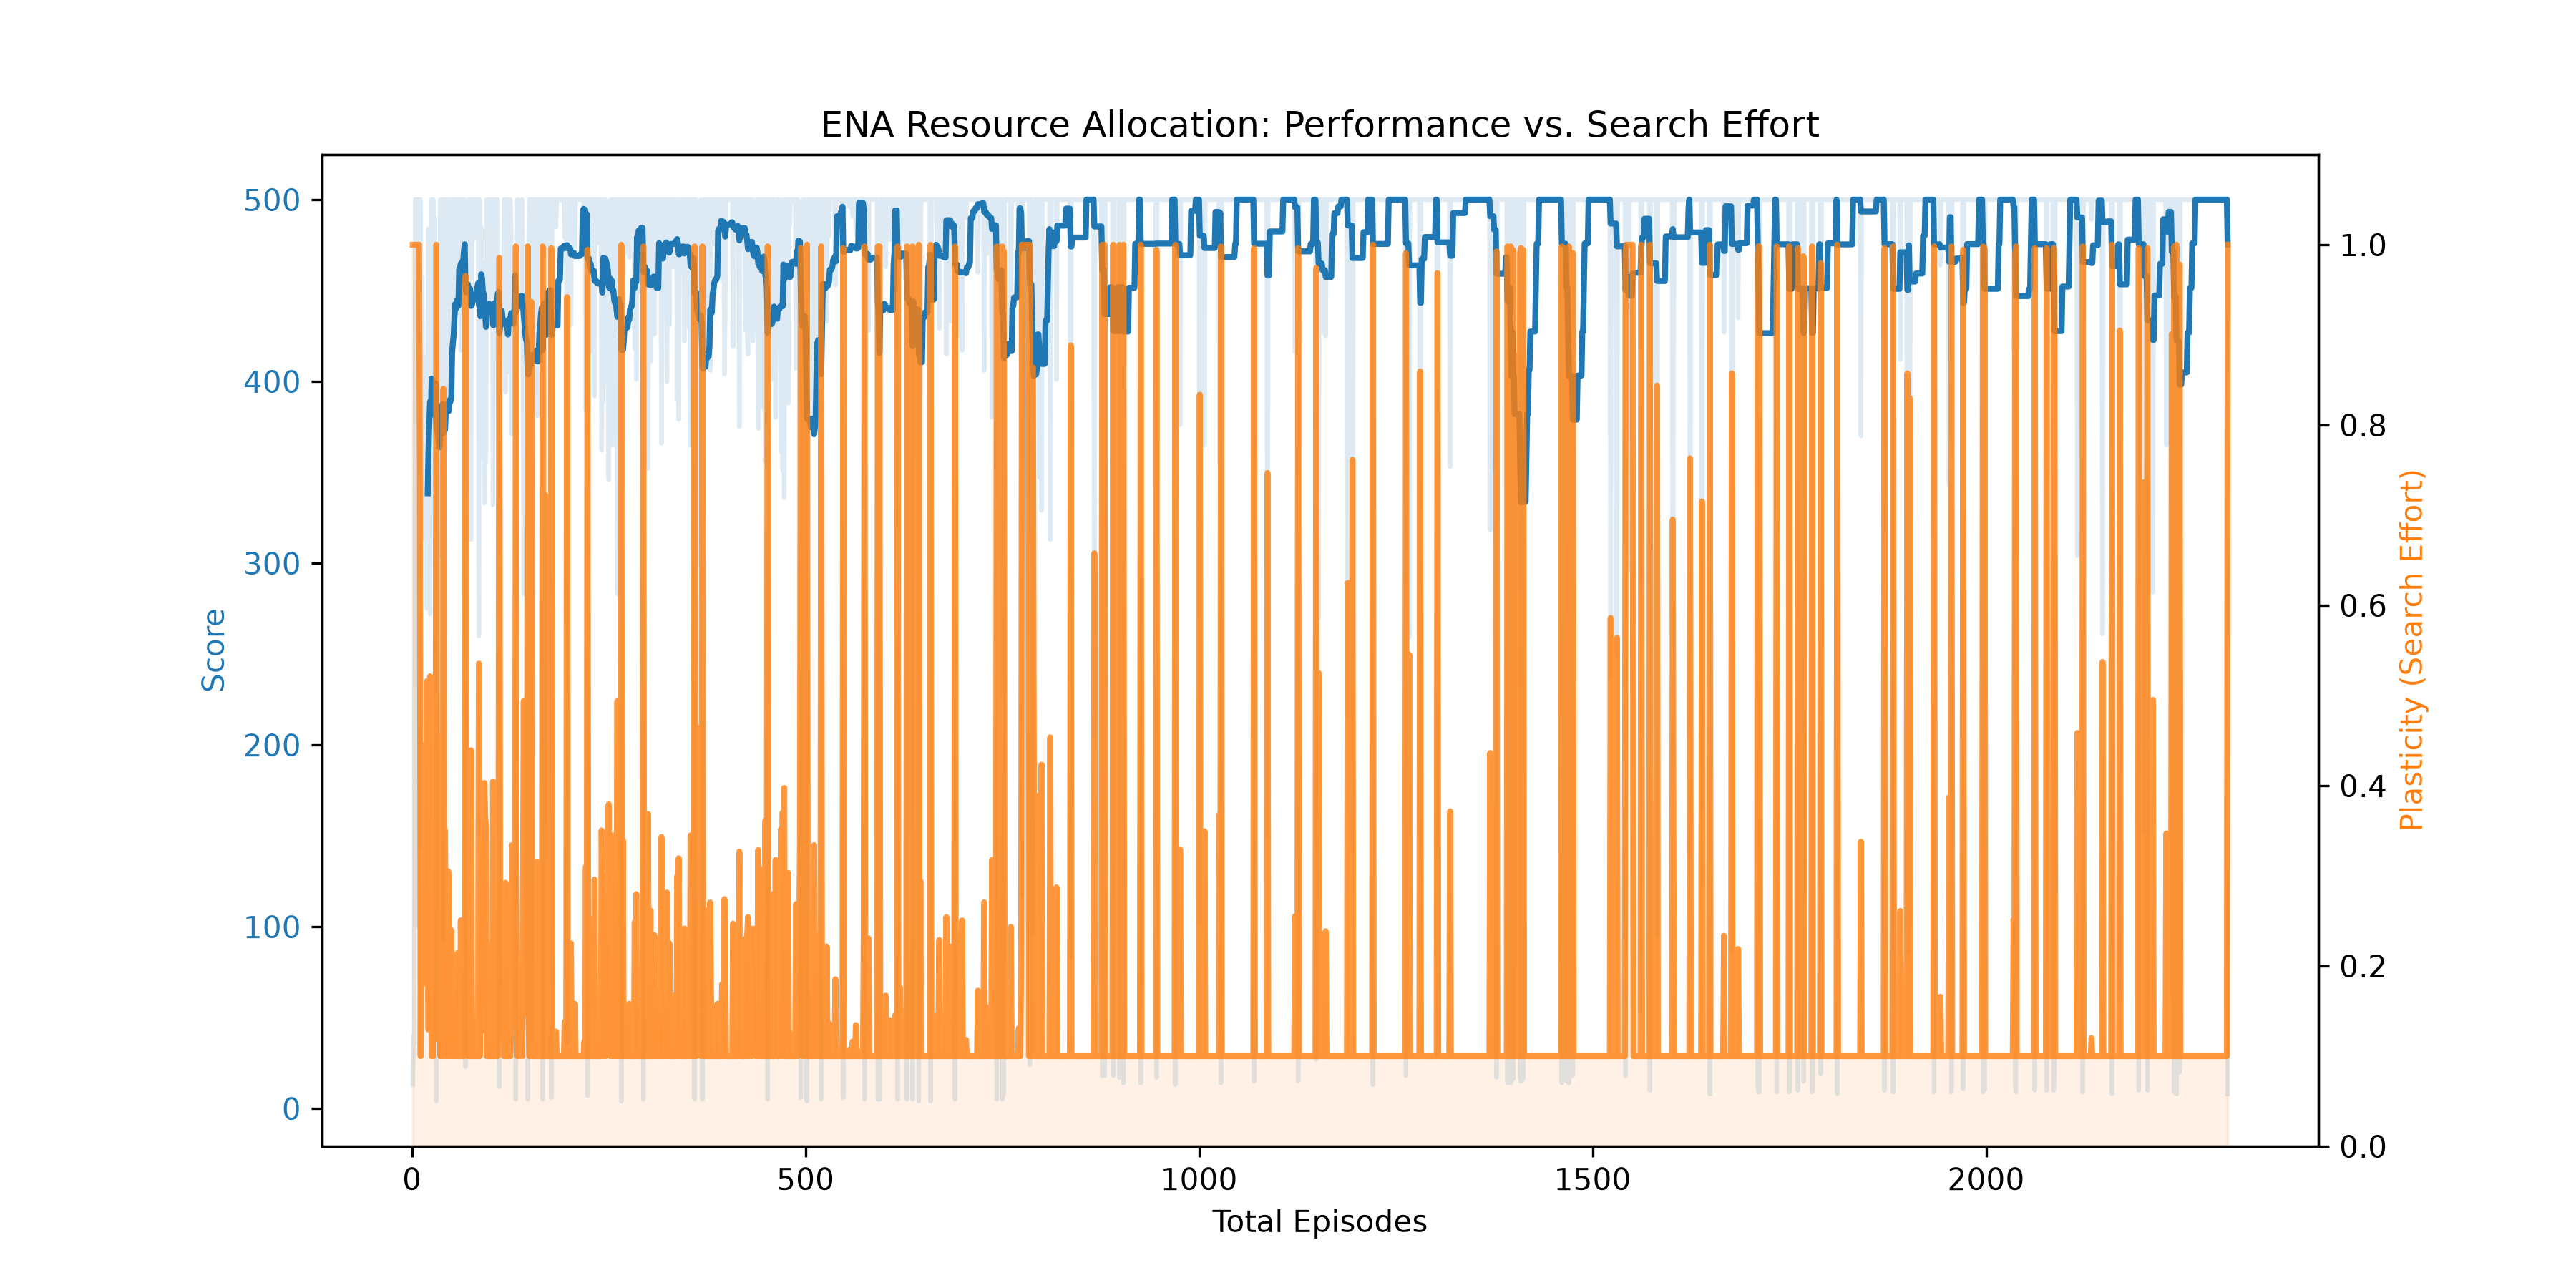 ENA Resource Allocation: Performance vs. Search Effort
500
400
300
200
100
0
Score
1.0
0.8
0.6
0.4
0.2
0.0
Plasticity (Search Effort)
0 500 1000 1500 2000
Total Episodes